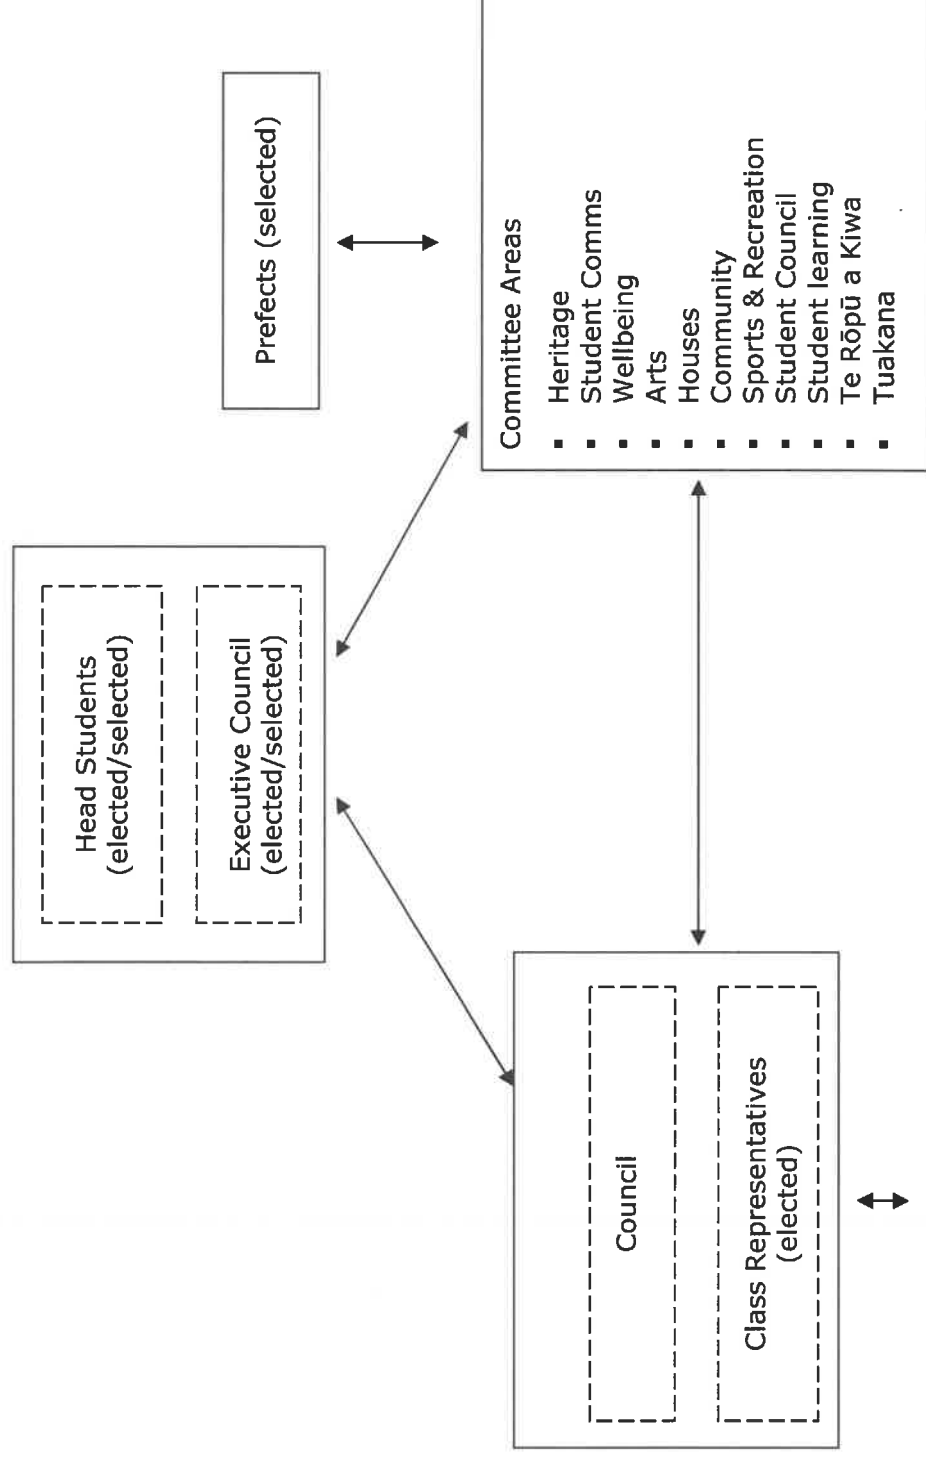 Head Students
(elected/selected)
Executive Council
(elected/selected)
Prefects (selected)
Council
Class Representatives
(elected)
Committee Areas
▪ Heritage
▪ Student Comms
▪ Wellbeing
▪ Arts
▪ Houses
▪ Community
▪ Sports & Recreation
▪ Student Council
▪ Student learning
▪ Te Rōpū a Kiwa
▪ Tuakana